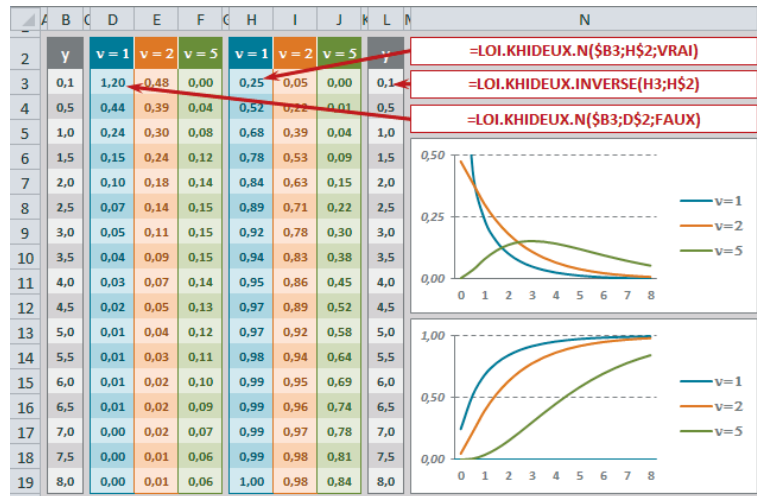 A B C D E F G H I J K L M N
2 y v = 1 v = 2 v = 5 v = 1 v = 2 v = 5 y =LOI.KHIDEUX.N($B3;H$2;VRAI)
3 0,1 1,20 0,48 0,00 0,25 0,05 0,00 0,1 =LOI.KHIDEUX.INVERSE(H3;H$2)
4 0,5 0,44 0,39 0,04 0,52 0,22 0,01 0,5 =LOI.KHIDEUX.N($B3;D$2;FAUX)
5 1,0 0,24 0,30 0,08 0,68 0,39 0,04 1,0
6 1,5 0,15 0,24 0,12 0,78 0,53 0,09 1,5
7 2,0 0,10 0,18 0,14 0,84 0,63 0,15 2,0
8 2,5 0,07 0,14 0,15 0,89 0,71 0,22 2,5
9 3,0 0,05 0,11 0,15 0,92 0,78 0,30 3,0
10 3,5 0,04 0,09 0,15 0,94 0,83 0,38 3,5
11 4,0 0,03 0,07 0,14 0,95 0,86 0,45 4,0
12 4,5 0,02 0,05 0,13 0,97 0,89 0,52 4,5
13 5,0 0,01 0,04 0,12 0,97 0,92 0,58 5,0
14 5,5 0,01 0,03 0,11 0,98 0,94 0,64 5,5
15 6,0 0,01 0,02 0,10 0,99 0,95 0,69 6,0
16 6,5 0,01 0,02 0,09 0,99 0,96 0,74 6,5
17 7,0 0,00 0,02 0,07 0,99 0,97 0,78 7,0
18 7,5 0,00 0,01 0,06 0,99 0,98 0,81 7,5
19 8,0 0,00 0,01 0,06 1,00 0,98 0,84 8,0
0,50
v=1
0,25
v=2
v=5
0,00
0 1 2 3 4 5 6 7 8
1,00
v=1
0,50
v=2
v=5
0,00
0 1 2 3 4 5 6 7 8